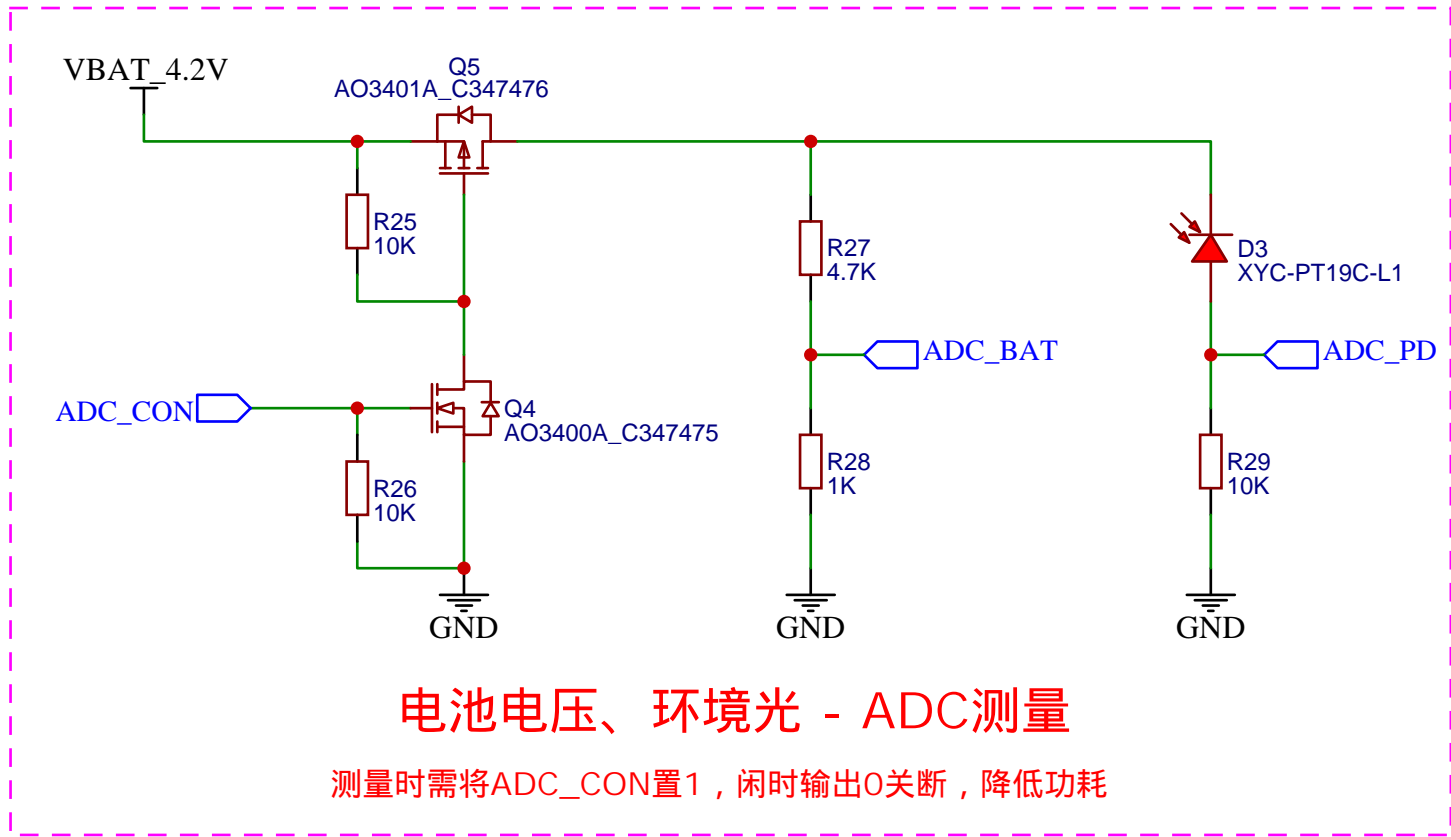 VBAT_4.2V
Q5
AO3401A_C347476
R25
10K
R27
4.7K
D3
XYC-PT19C-L1
ADC_BAT
ADC_PD
ADC_CON
Q4
AO3400A_C347475
R26
10K
R28
1K
R29
10K
GND
GND
GND
电池电压、环境光 - ADC测量
测量时需将ADC_CON置1，闲时输出0关断，降低功耗